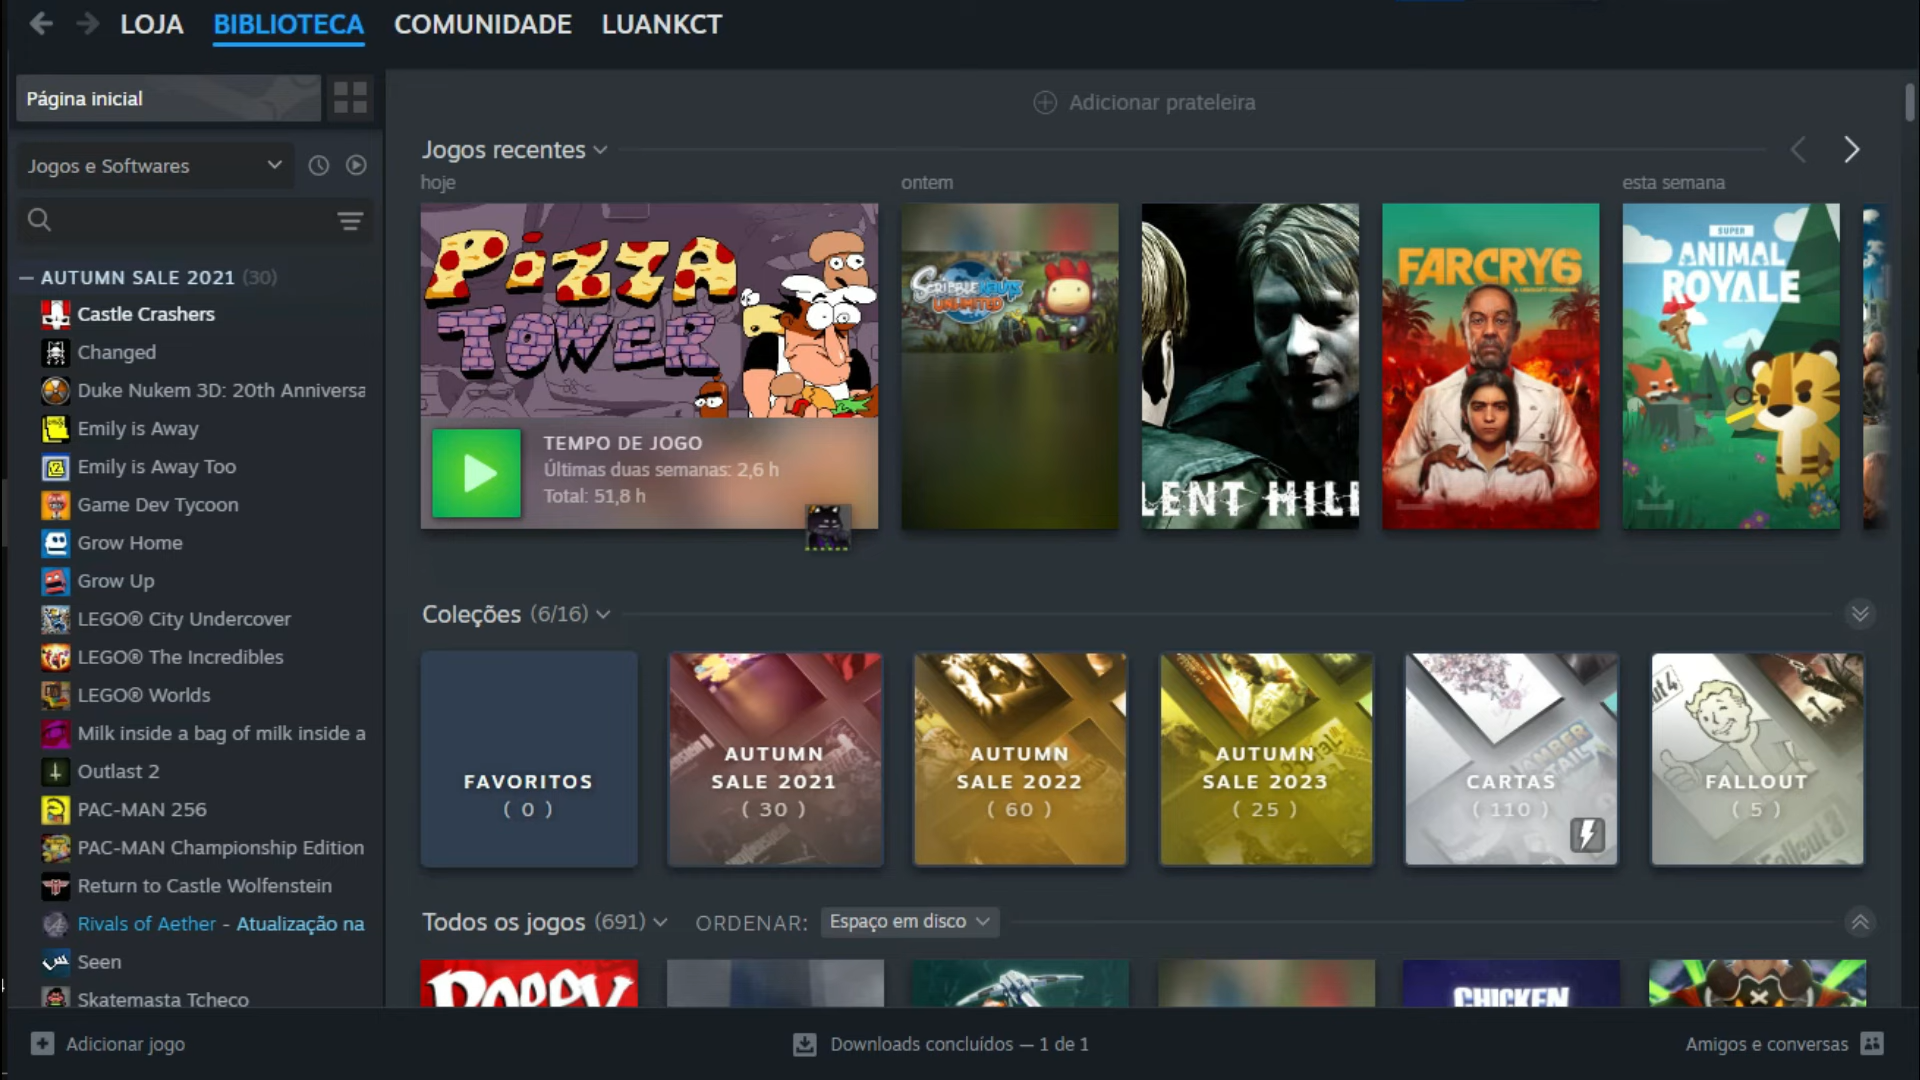 LOJA BIBLIOTECA COMUNIDADE LUANKCT
Página inicial
Jogos e Softwares
AUTUMN SALE 2021 (30)
Castle Crashers
Changed
Duke Nukem 3D: 20th Anniversa
Emily is Away
Emily is Away Too
Game Dev Tycoon
Grow Home
Grow Up
LEGO® City Undercover
LEGO® The Incredibles
LEGO® Worlds
Milk inside a bag of milk inside a
Outlast 2
PAC-MAN 256
PAC-MAN Championship Edition
Return to Castle Wolfenstein
Rivals of Aether - Atualização na
Seen
Skatemasta Tcheco
Adicionar prateleira
Jogos recentes
hoje
ontem
esta semana
PIZZA
TOWER
TEMPO DE JOGO
Últimas duas semanas: 2,6 h
Total: 51,8 h
SCRIBBLENAUTS
UNLIMITED
LENT HILL
FARCRY6
SUPER
ANIMAL
ROYALE
Coleções (6/16)
FAVORITOS
( 0 )
AUTUMN
SALE 2021
( 30 )
AUTUMN
SALE 2022
( 60 )
AUTUMN
SALE 2023
( 25 )
CARTAS
( 110 )
FALLOUT
( 5 )
Todos os jogos (691) ORDENAR: Espaço em disco
POPPY
CHICKEN
Adicionar jogo
Downloads concluídos — 1 de 1
Amigos e conversas